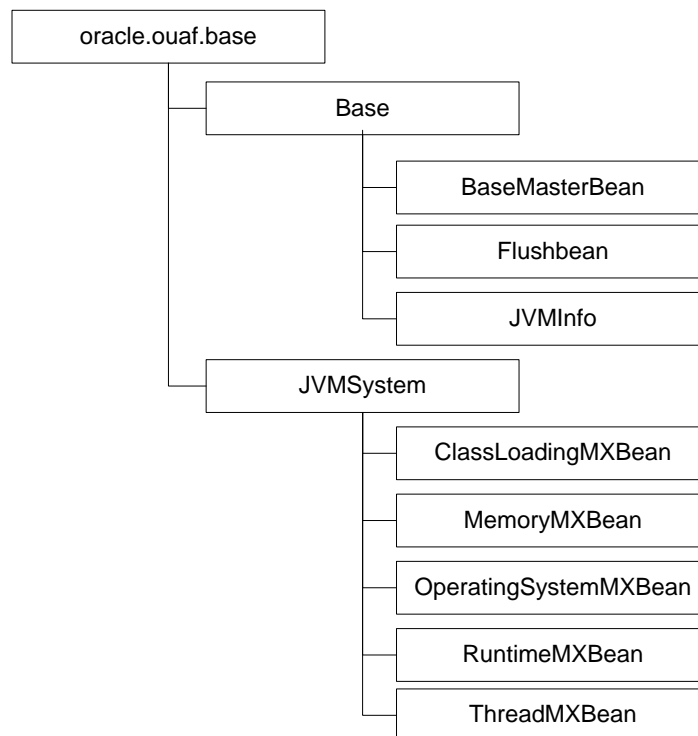 oracle.ouaf.base
Base
BaseMasterBean
Flushbean
JVMInfo
JVMSystem
ClassLoadingMXBean
MemoryMXBean
OperatingSystemMXBean
RuntimeMXBean
ThreadMXBean